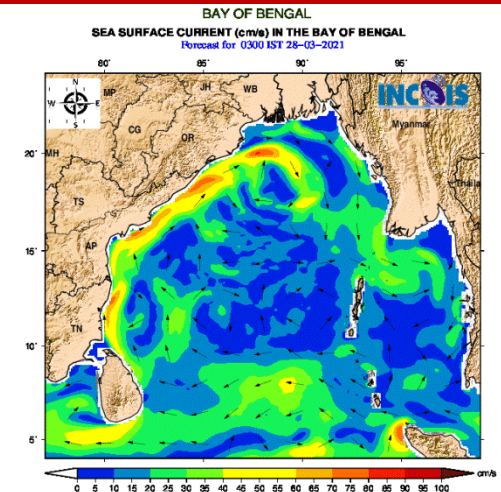 BAY OF BENGAL
SEA SURFACE CURRENT (cm/s) IN THE BAY OF BENGAL
Forecast for 0300 IST 28-03-2021
80° 85° 90° 95°
N
W E
S
INCOIS
MP
JH
WB
CG
OR
Myanmar
20°
MH
Thaila
TS
15°
AP
TN
10°
5°
cm/s
0 5 10 15 20 25 30 35 40 45 50 55 60 65 70 75 80 85 90 95 100